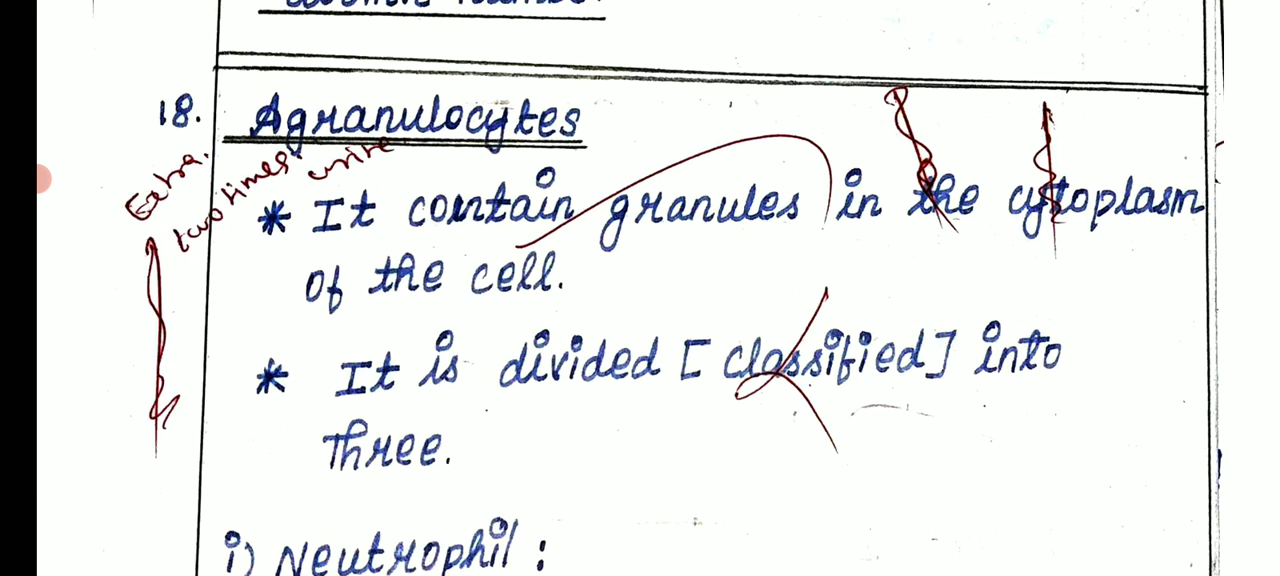 18. Agranulocytes
Extra.
two times write
* It contain granules in the cytoplasm
of the cell.
* It is divided [classified] into
three.
i) Neutrophil :